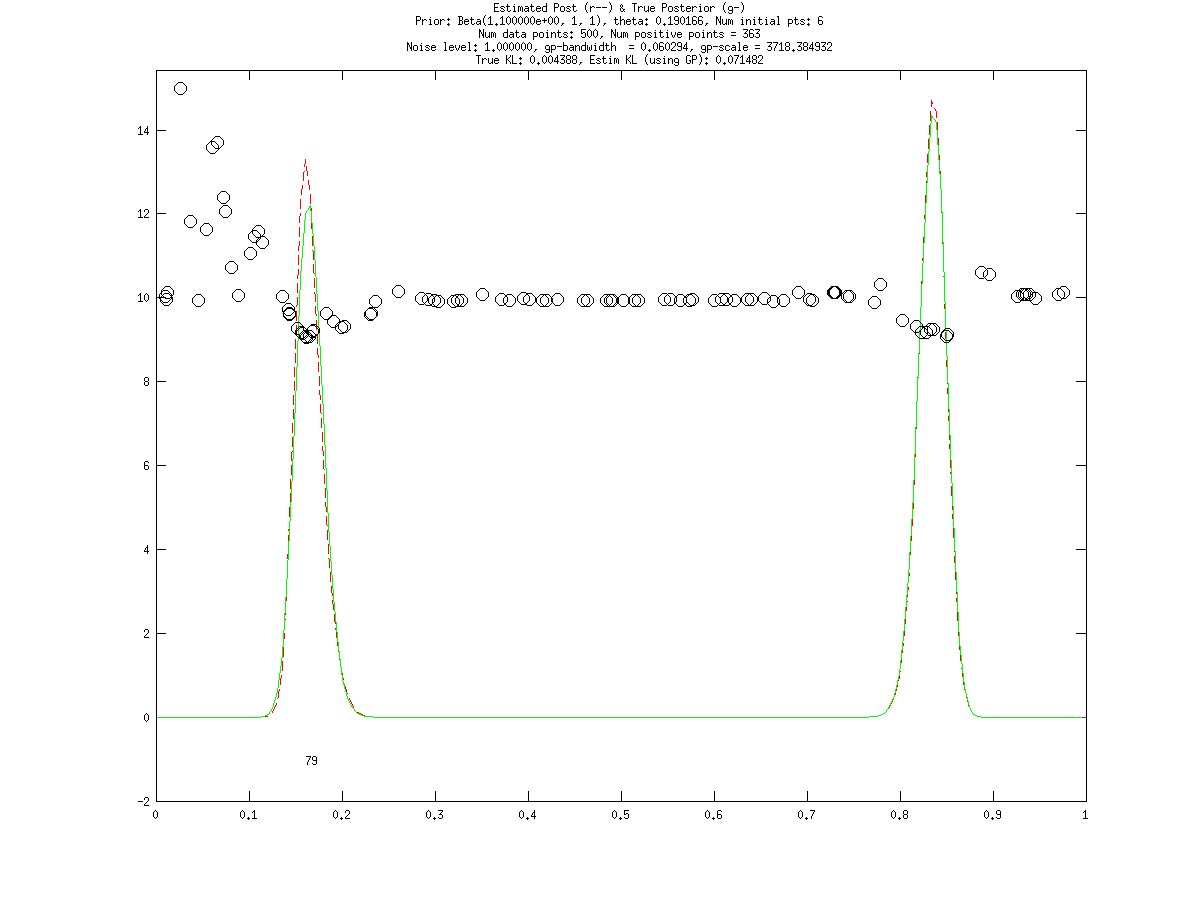 Estimated Post (r--) & True Posterior (g-)
Prior: Beta(1.100000e+00, 1, 1), theta: 0.190166, Num initial pts: 6
Num data points: 500, Num positive points = 363
Noise level: 1.000000, gp-bandwidth  = 0.060294, gp-scale = 3718.384932
True KL: 0.004388, Estim KL (using GP): 0.071482
14
12
10
8
6
4
2
0
79
-2
0 0.1 0.2 0.3 0.4 0.5 0.6 0.7 0.8 0.9 1